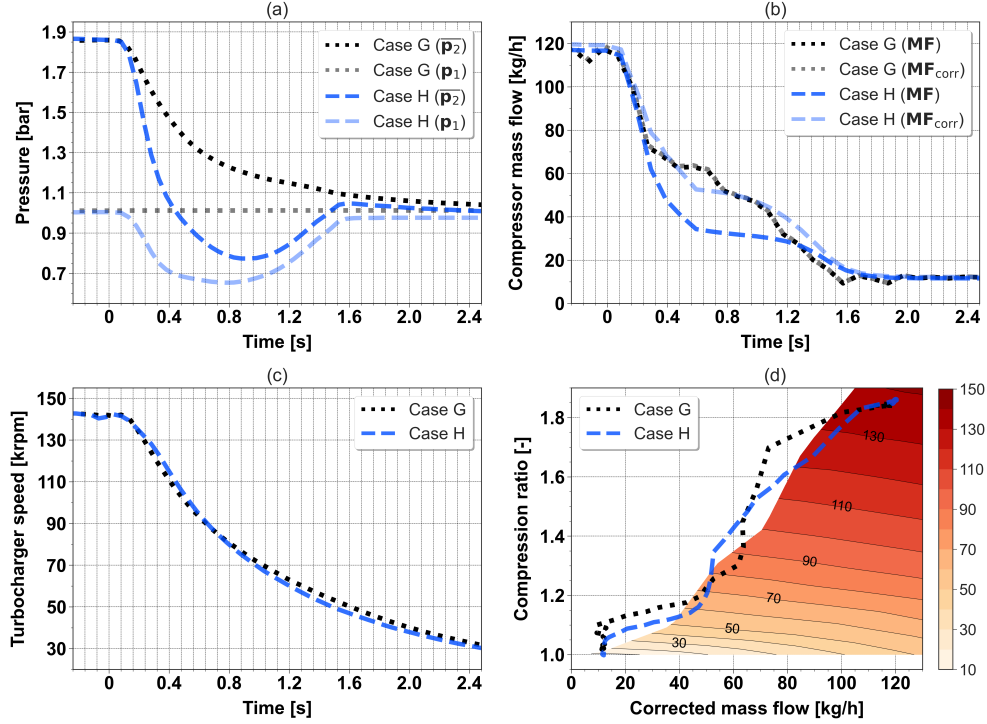 (a)
Pressure [bar]
1.9
1.7
1.5
1.3
1.1
0.9
0.7
Case G (p̅₂)
Case G (p₁)
Case H (p̅₂)
Case H (p₁)
0 0.4 0.8 1.2 1.6 2.0 2.4
Time [s]
(b)
Compressor mass flow [kg/h]
120
100
80
60
40
20
0
Case G (MF)
Case G (MFcorr)
Case H (MF)
Case H (MFcorr)
0 0.4 0.8 1.2 1.6 2.0 2.4
Time [s]
(c)
Turbocharger speed [krpm]
150
130
110
90
70
50
30
Case G
Case H
0 0.4 0.8 1.2 1.6 2.0 2.4
Time [s]
(d)
Compression ratio [-]
1.8
1.6
1.4
1.2
1.0
Case G
Case H
130
110
90
70
50
30
0 20 40 60 80 100 120
Corrected mass flow [kg/h]
150
130
110
90
70
50
30
10